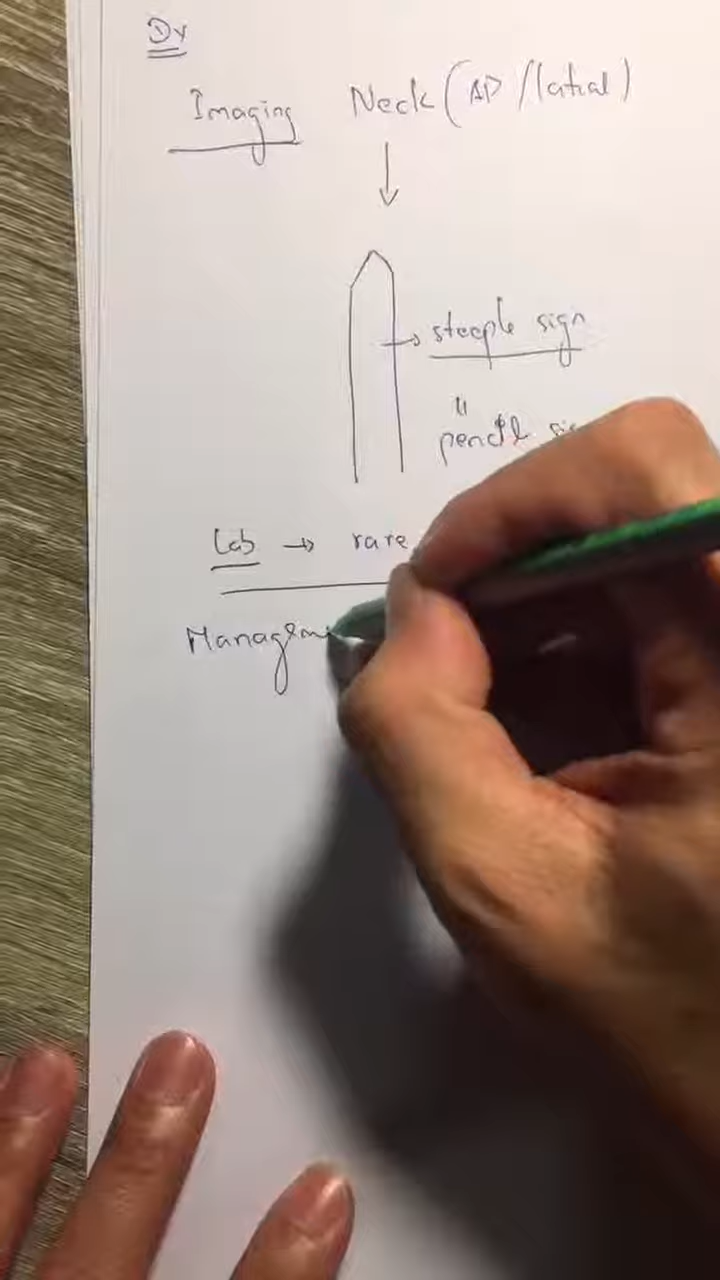 Dx
Imaging Neck (AP/latral)
↓
→ steeple sign
"
pencil
Lab → rare
Managem